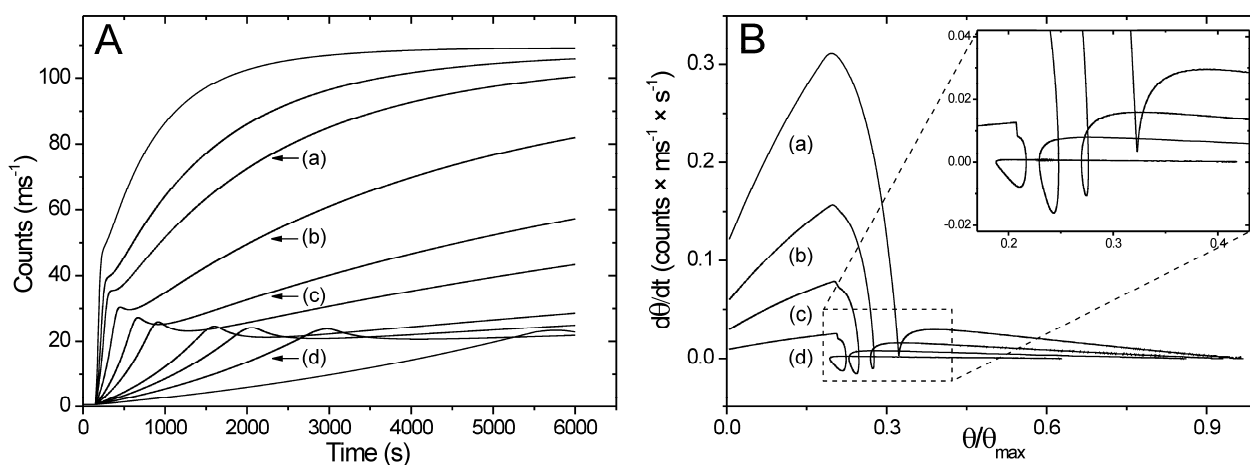 A
Counts (ms⁻¹)
100
80
60
40
20
0
(a)
(b)
(c)
(d)
0 1000 2000 3000 4000 5000 6000
Time (s)
B
dθ/dt (counts × ms⁻¹ × s⁻¹)
0.3
0.2
0.1
0.0
(a)
(b)
(c)
(d)
0.04
0.02
0.00
-0.02
0.2 0.3 0.4
0.0 0.3 0.6 0.9
θ/θmax